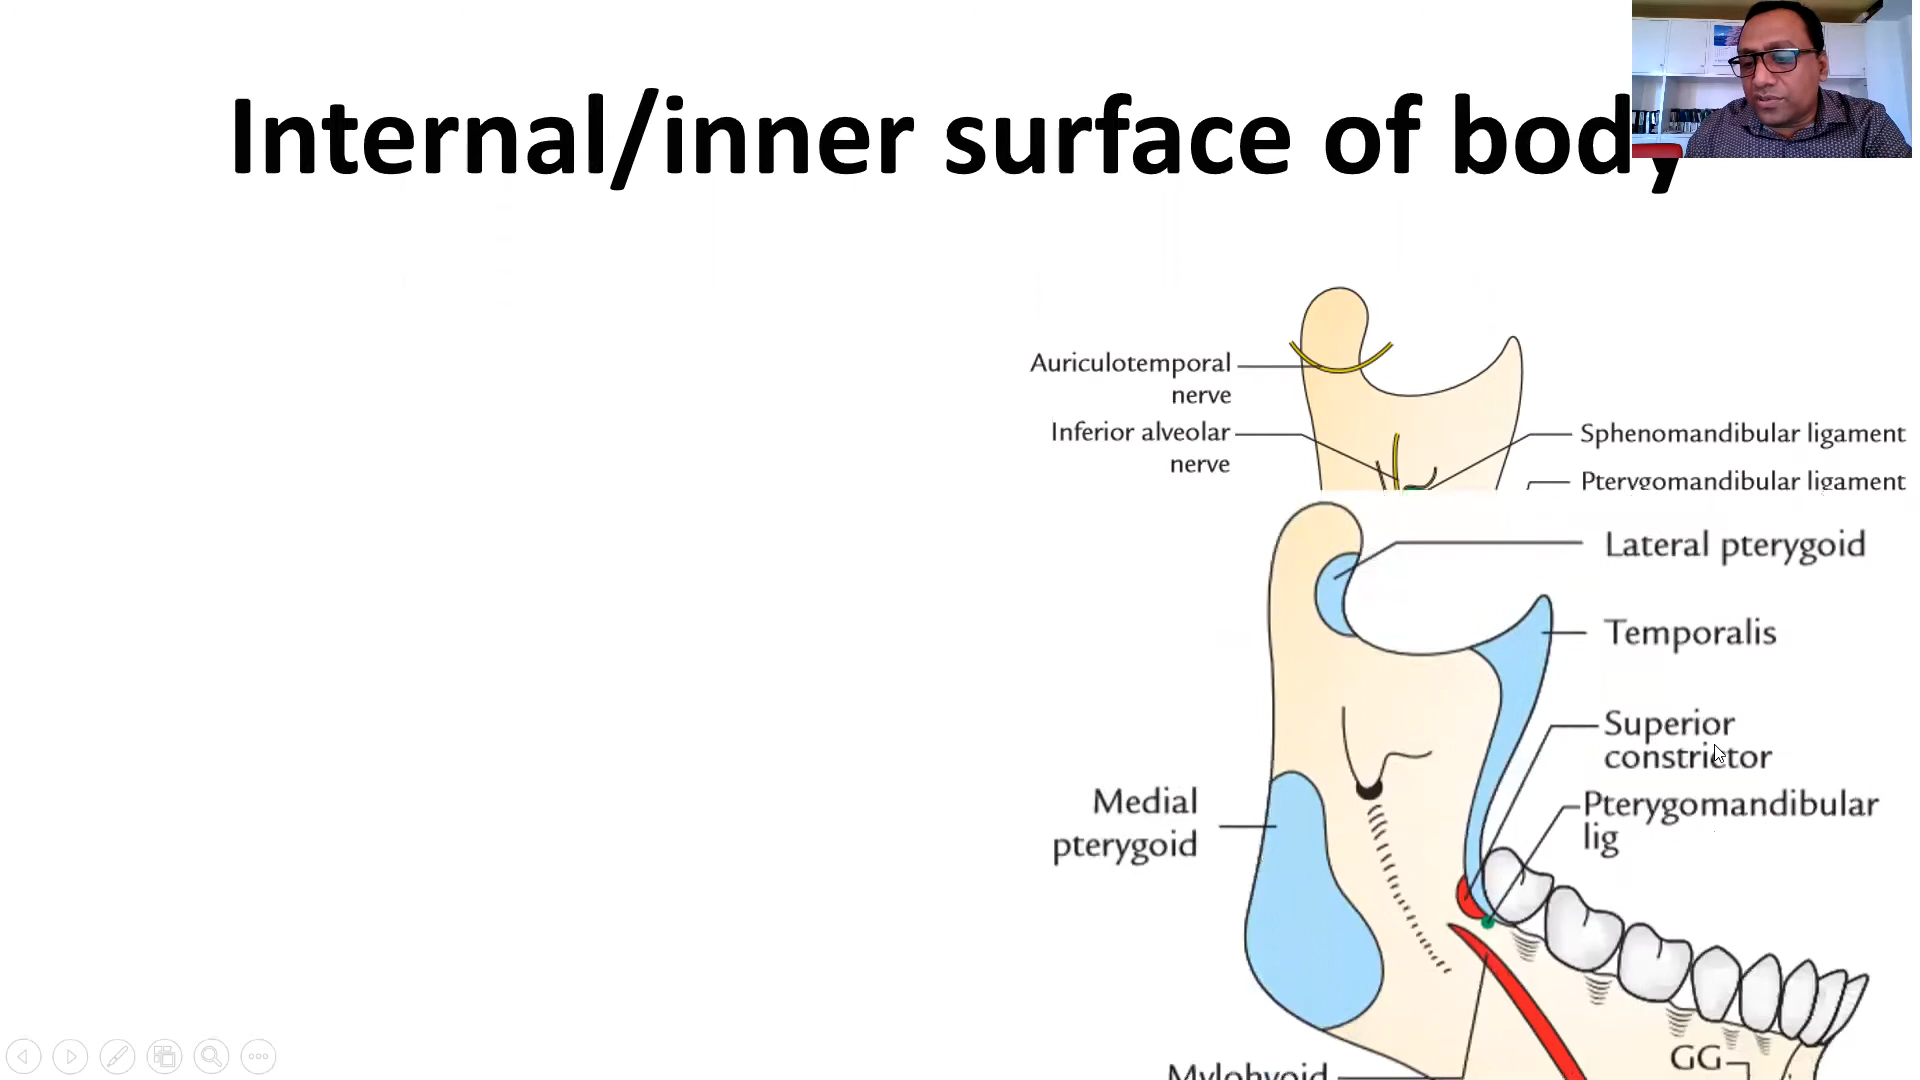 Internal/inner surface of body
Auriculotemporal
nerve
Inferior alveolar
nerve
Sphenomandibular ligament
Pterygomandibular ligament
Lateral pterygoid
Temporalis
Superior
constrictor
Pterygomandibular
lig
Medial
pterygoid
Mylohyoid
GG